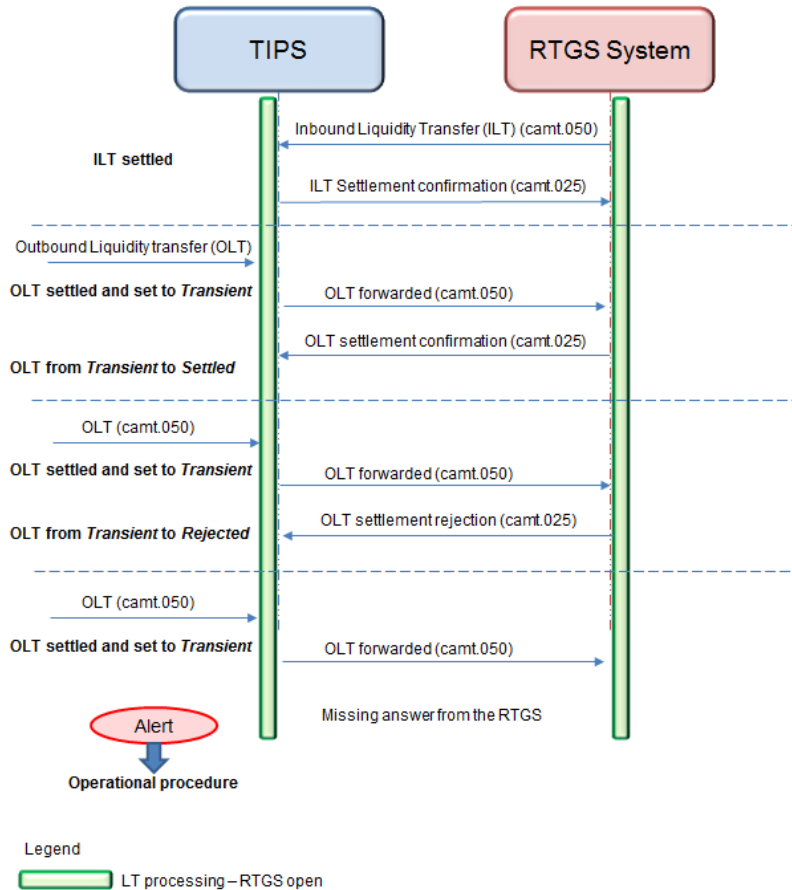 TIPS
RTGS System
Inbound Liquidity Transfer (ILT) (camt.050)
ILT settled
ILT Settlement confirmation (camt.025)
Outbound Liquidity transfer (OLT)
OLT settled and set to Transient
OLT forwarded (camt.050)
OLT settlement confirmation (camt.025)
OLT from Transient to Settled
OLT (camt.050)
OLT settled and set to Transient
OLT forwarded (camt.050)
OLT settlement rejection (camt.025)
OLT from Transient to Rejected
OLT (camt.050)
OLT settled and set to Transient
OLT forwarded (camt.050)
Missing answer from the RTGS
Alert
Operational procedure
Legend
LT processing – RTGS open